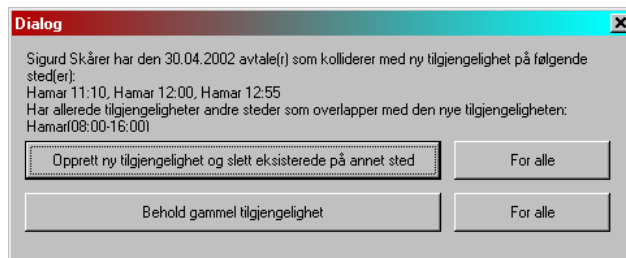 Dialog
Sigurd Skårer har den 30.04.2002 avtale(r) som kolliderer med ny tilgjengelighet på følgende
sted(er):
Hamar 11:10, Hamar 12:00, Hamar 12:55
Har allerede tilgjengeligheter andre steder som overlapper med den nye tilgjengeligheten:
Hamar(08:00-16:00)
Opprett ny tilgjengelighet og slett eksisterede på annet sted
For alle
Behold gammel tilgjengelighet
For alle